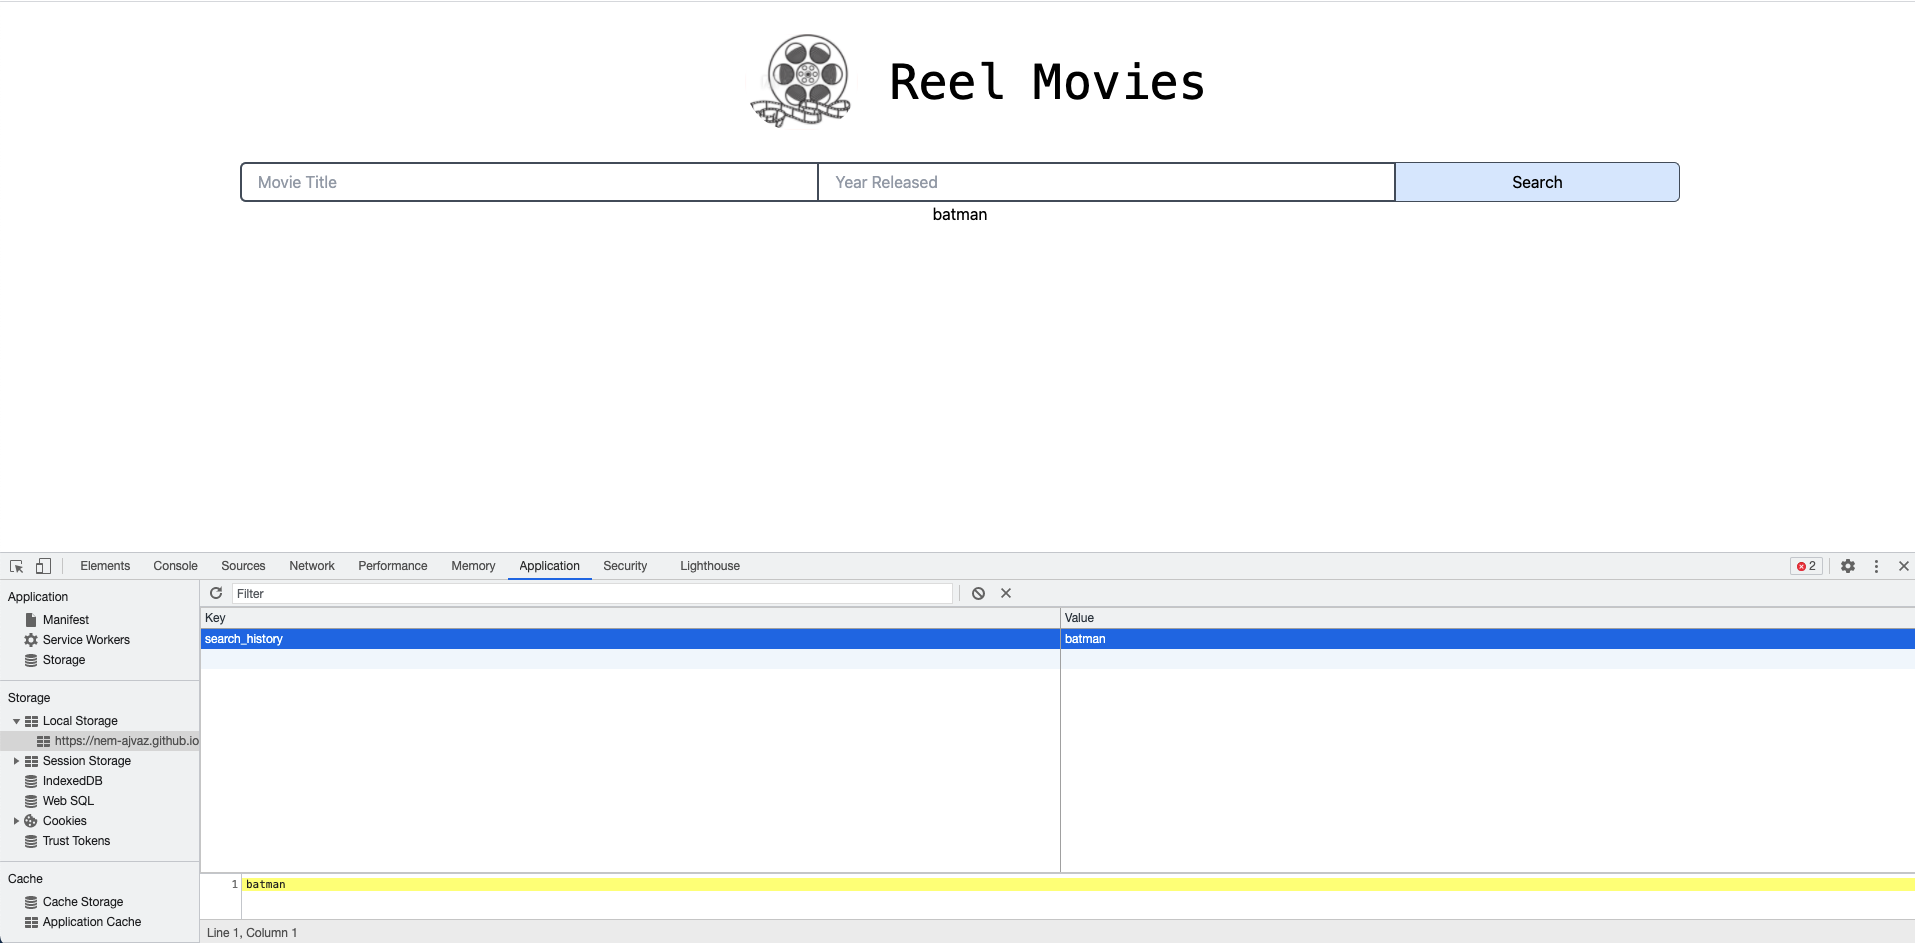 Reel Movies
Movie Title Year Released Search
batman
Elements Console Sources Network Performance Memory Application Security Lighthouse 2
Application
Manifest
Service Workers
Storage
Storage
Local Storage
https://nem-ajvaz.github.io
Session Storage
IndexedDB
Web SQL
Cookies
Trust Tokens
Cache
Cache Storage
Application Cache
Filter
Key Value
search_history batman
1 batman
Line 1, Column 1